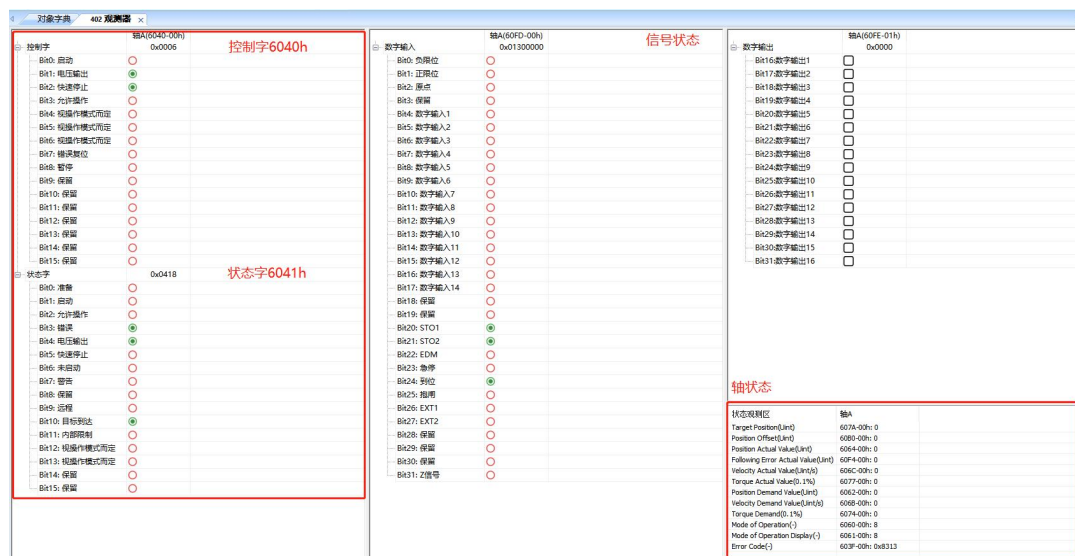 对象字典 402 观测器 ×
轴A(6040-00h)
控制字 0x0006
控制字6040h
Bit0: 启动
Bit1: 电压输出
Bit2: 快速停止
Bit3: 允许操作
Bit4: 视操作模式而定
Bit5: 视操作模式而定
Bit6: 视操作模式而定
Bit7: 错误复位
Bit8: 暂停
Bit9: 保留
Bit10: 保留
Bit11: 保留
Bit12: 保留
Bit13: 保留
Bit14: 保留
Bit15: 保留
状态字 0x0418
状态字6041h
Bit0: 准备
Bit1: 启动
Bit2: 允许操作
Bit3: 错误
Bit4: 电压输出
Bit5: 快速停止
Bit6: 未启动
Bit7: 警告
Bit8: 保留
Bit9: 远程
Bit10: 目标到达
Bit11: 内部限制
Bit12: 视操作模式而定
Bit13: 视操作模式而定
Bit14: 保留
Bit15: 保留
轴A(60FD-00h)
数字输入 0x01300000
信号状态
Bit0: 负限位
Bit1: 正限位
Bit2: 原点
Bit3: 保留
Bit4: 数字输入1
Bit5: 数字输入2
Bit6: 数字输入3
Bit7: 数字输入4
Bit8: 数字输入5
Bit9: 数字输入6
Bit10: 数字输入7
Bit11: 数字输入8
Bit12: 数字输入9
Bit13: 数字输入10
Bit14: 数字输入11
Bit15: 数字输入12
Bit16: 数字输入13
Bit17: 数字输入14
Bit18: 保留
Bit19: 保留
Bit20: STO1
Bit21: STO2
Bit22: EDM
Bit23: 急停
Bit24: 到位
Bit25: 抱闸
Bit26: EXT1
Bit27: EXT2
Bit28: 保留
Bit29: 保留
Bit30: 保留
Bit31: Z信号
轴A(60FE-01h)
数字输出 0x0000
Bit16:数字输出1
Bit17:数字输出2
Bit18:数字输出3
Bit19:数字输出4
Bit20:数字输出5
Bit21:数字输出6
Bit22:数字输出7
Bit23:数字输出8
Bit24:数字输出9
Bit25:数字输出10
Bit26:数字输出11
Bit27:数字输出12
Bit28:数字输出13
Bit29:数字输出14
Bit30:数字输出15
Bit31:数字输出16
轴状态
状态观测区 轴A
Target Position(Uint) 607A-00h: 0
Position Offset(Uint) 60B0-00h: 0
Position Actual Value(Uint) 6064-00h: 0
Following Error Actual Value(Uint) 60F4-00h: 0
Velocity Actual Value(Uint/s) 606C-00h: 0
Torque Actual Value(0.1%) 6077-00h: 0
Position Demand Value(Uint) 6062-00h: 0
Velocity Demand Value(Uint/s) 606B-00h: 0
Torque Demand(0.1%) 6074-00h: 0
Mode of Operation(-) 6060-00h: 8
Mode of Operation Display(-) 6061-00h: 8
Error Code(-) 603F-00h: 0x8313